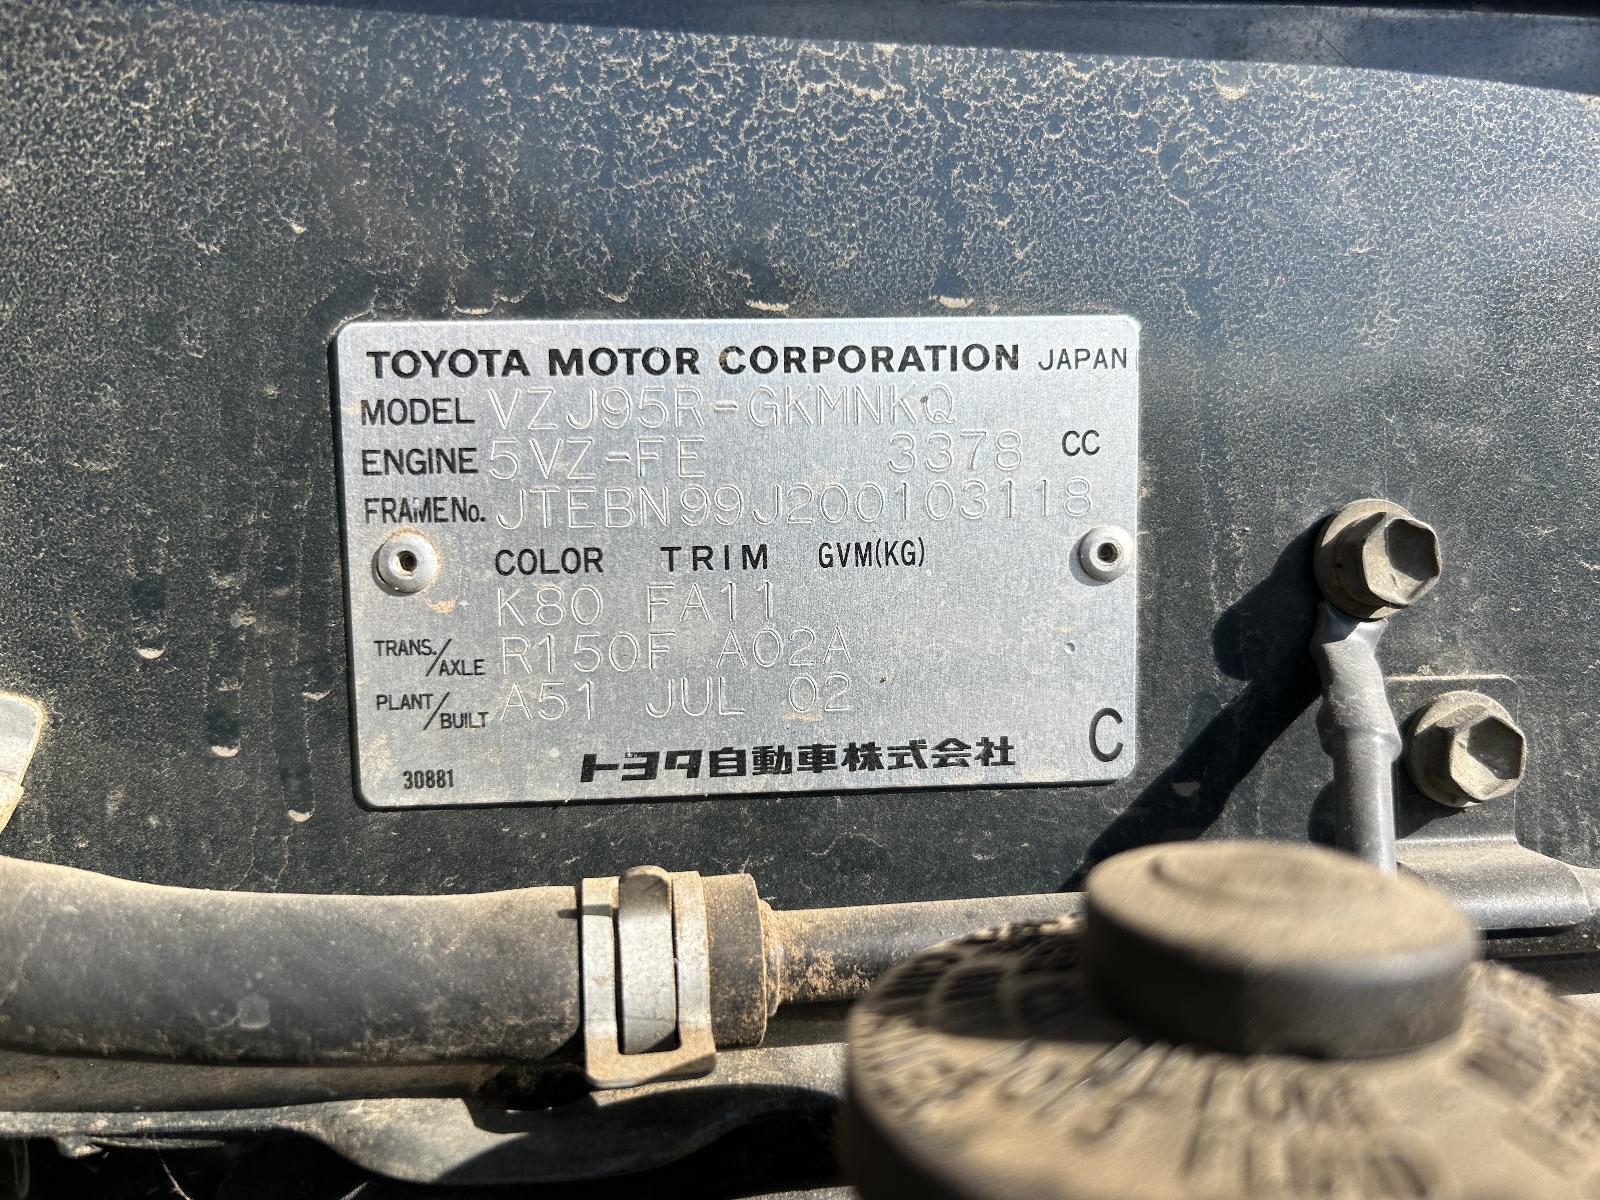 TOYOTA MOTOR CORPORATION JAPAN
MODEL VZJ95R-GKMNKQ
ENGINE 5VZ-FE 3378 CC
FRAME No. JTEBN99J200103118
COLOR TRIM GVM(KG)
K80 FA11
TRANS./AXLE R150F A02A
PLANT/BUILT A51 JUL 02
トヨタ自動車株式会社 C
30881